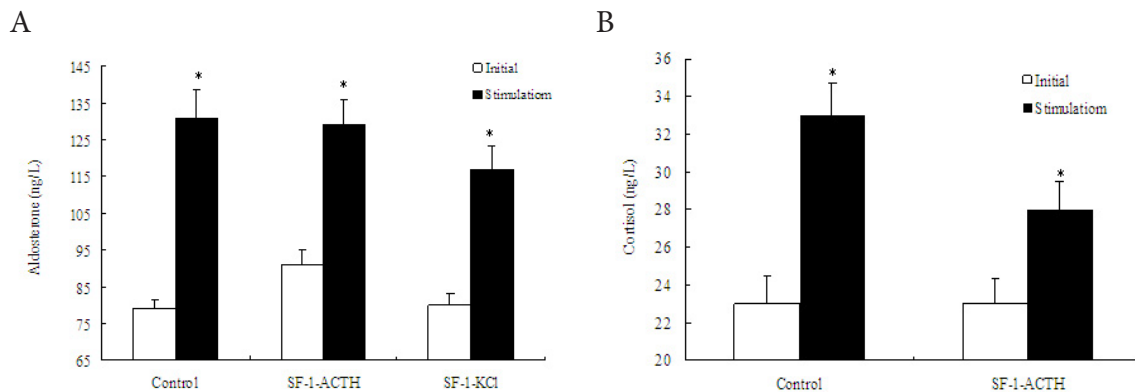 A
Aldosterone (ng/L)
145
135
125
115
105
95
85
75
65
*
*
*
Initial
Stimulatiom
Control
SF-1-ACTH
SF-1-KCl
B
Cortisol (ng/L)
36
34
32
30
28
26
24
22
20
*
*
Initial
Stimulatiom
Control
SF-1-ACTH